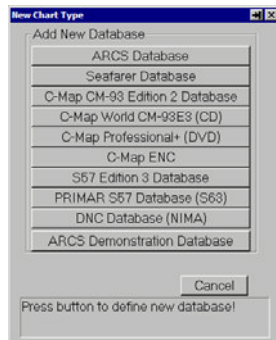 New Chart Type
Add New Database
ARCS Database
Seafarer Database
C-Map CM-93 Edition 2 Database
C-Map World CM-93E3 (CD)
C-Map Professional+ (DVD)
C-Map ENC
S57 Edition 3 Database
PRIMAR S57 Database (S63)
DNC Database (NIMA)
ARCS Demonstration Database
Cancel
Press button to define new database!